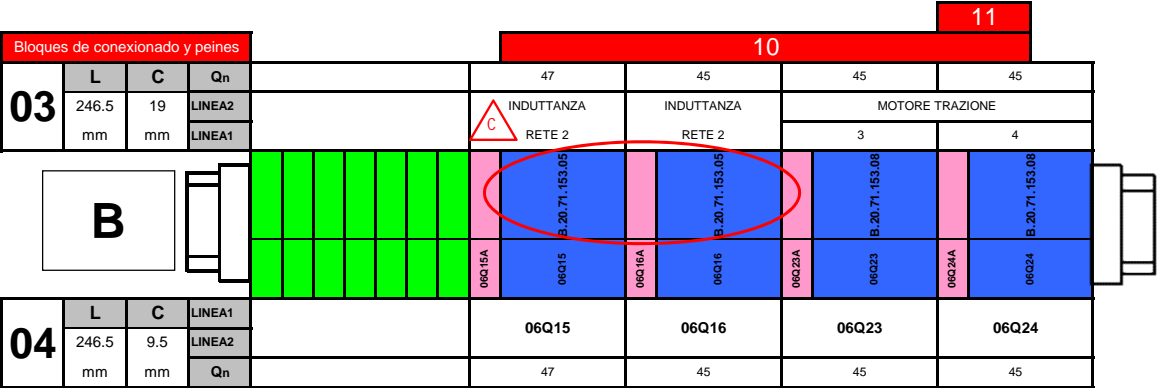 11
Bloques de conexionado y peines
10
03
L C Qn
47 45 45 45
246.5 19 LINEA2
INDUTTANZA INDUTTANZA MOTORE TRAZIONE
mm mm LINEA1
C
RETE 2 RETE 2 3 4
B
B.20.71.153.05 B.20.71.153.05 B.20.71.153.08 B.20.71.153.08
06Q15A 06Q15 06Q16A 06Q16 06Q23A 06Q23 06Q24A 06Q24
04
L C LINEA1
06Q15 06Q16 06Q23 06Q24
246.5 9.5 LINEA2
mm mm Qn
47 45 45 45